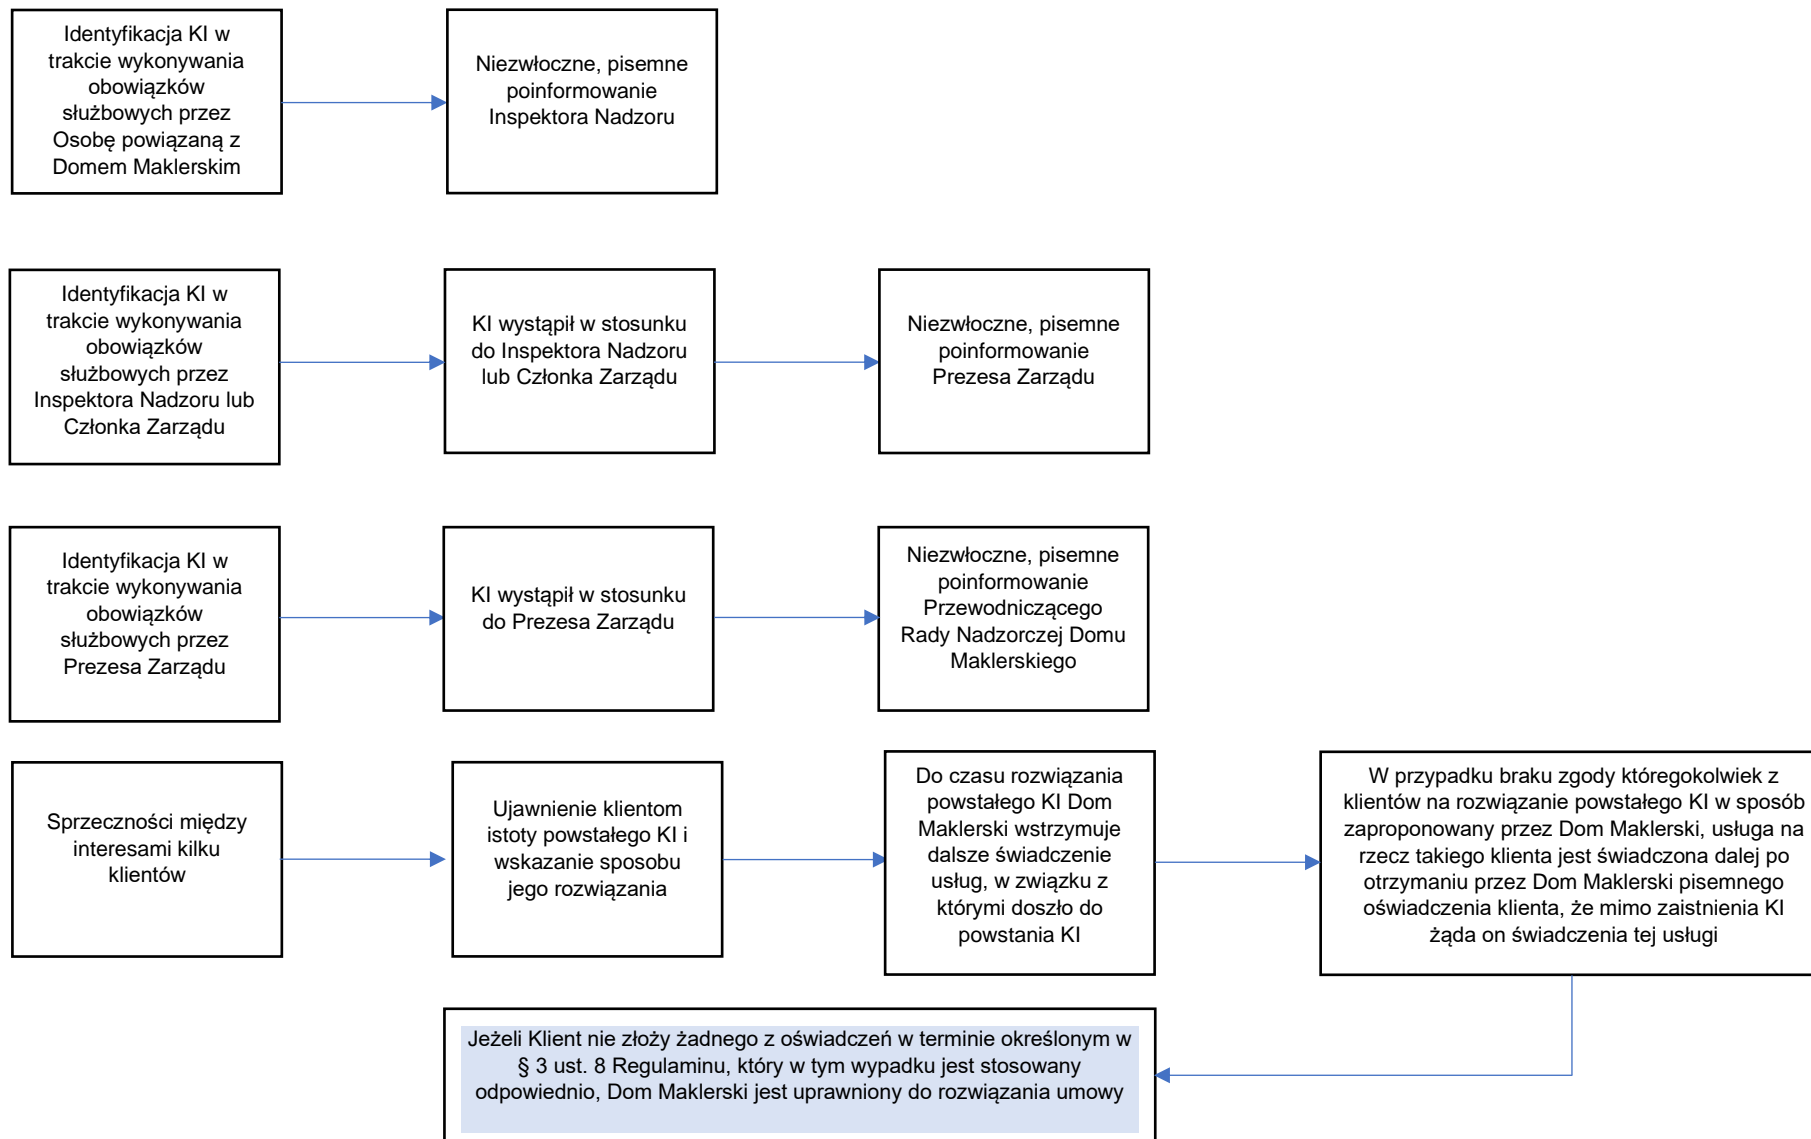 Identyfikacja KI w
trakcie wykonywania
obowiązków
służbowych przez
Osobę powiązaną z
Domem Maklerskim
Niezwłoczne, pisemne
poinformowanie
Inspektora Nadzoru
Identyfikacja KI w
trakcie wykonywania
obowiązków
służbowych przez
Inspektora Nadzoru lub
Członka Zarządu
KI wystąpił w stosunku
do Inspektora Nadzoru
lub Członka Zarządu
Niezwłoczne, pisemne
poinformowanie
Prezesa Zarządu
Identyfikacja KI w
trakcie wykonywania
obowiązków
służbowych przez
Prezesa Zarządu
KI wystąpił w stosunku
do Prezesa Zarządu
Niezwłoczne, pisemne
poinformowanie
Przewodniczącego
Rady Nadzorczej Domu
Maklerskiego
Sprzeczności między
interesami kilku
klientów
Ujawnienie klientom
istoty powstałego KI i
wskazanie sposobu
jego rozwiązania
Do czasu rozwiązania
powstałego KI Dom
Maklerski wstrzymuje
dalsze świadczenie
usług, w związku z
którymi doszło do
powstania KI
W przypadku braku zgody któregokolwiek z
klientów na rozwiązanie powstałego KI w sposób
zaproponowany przez Dom Maklerski, usługa na
rzecz takiego klienta jest świadczona dalej po
otrzymaniu przez Dom Maklerski pisemnego
oświadczenia klienta, że mimo zaistnienia KI
żąda on świadczenia tej usługi
Jeżeli Klient nie złoży żadnego z oświadczeń w terminie określonym w
§ 3 ust. 8 Regulaminu, który w tym wypadku jest stosowany
odpowiednio, Dom Maklerski jest uprawniony do rozwiązania umowy